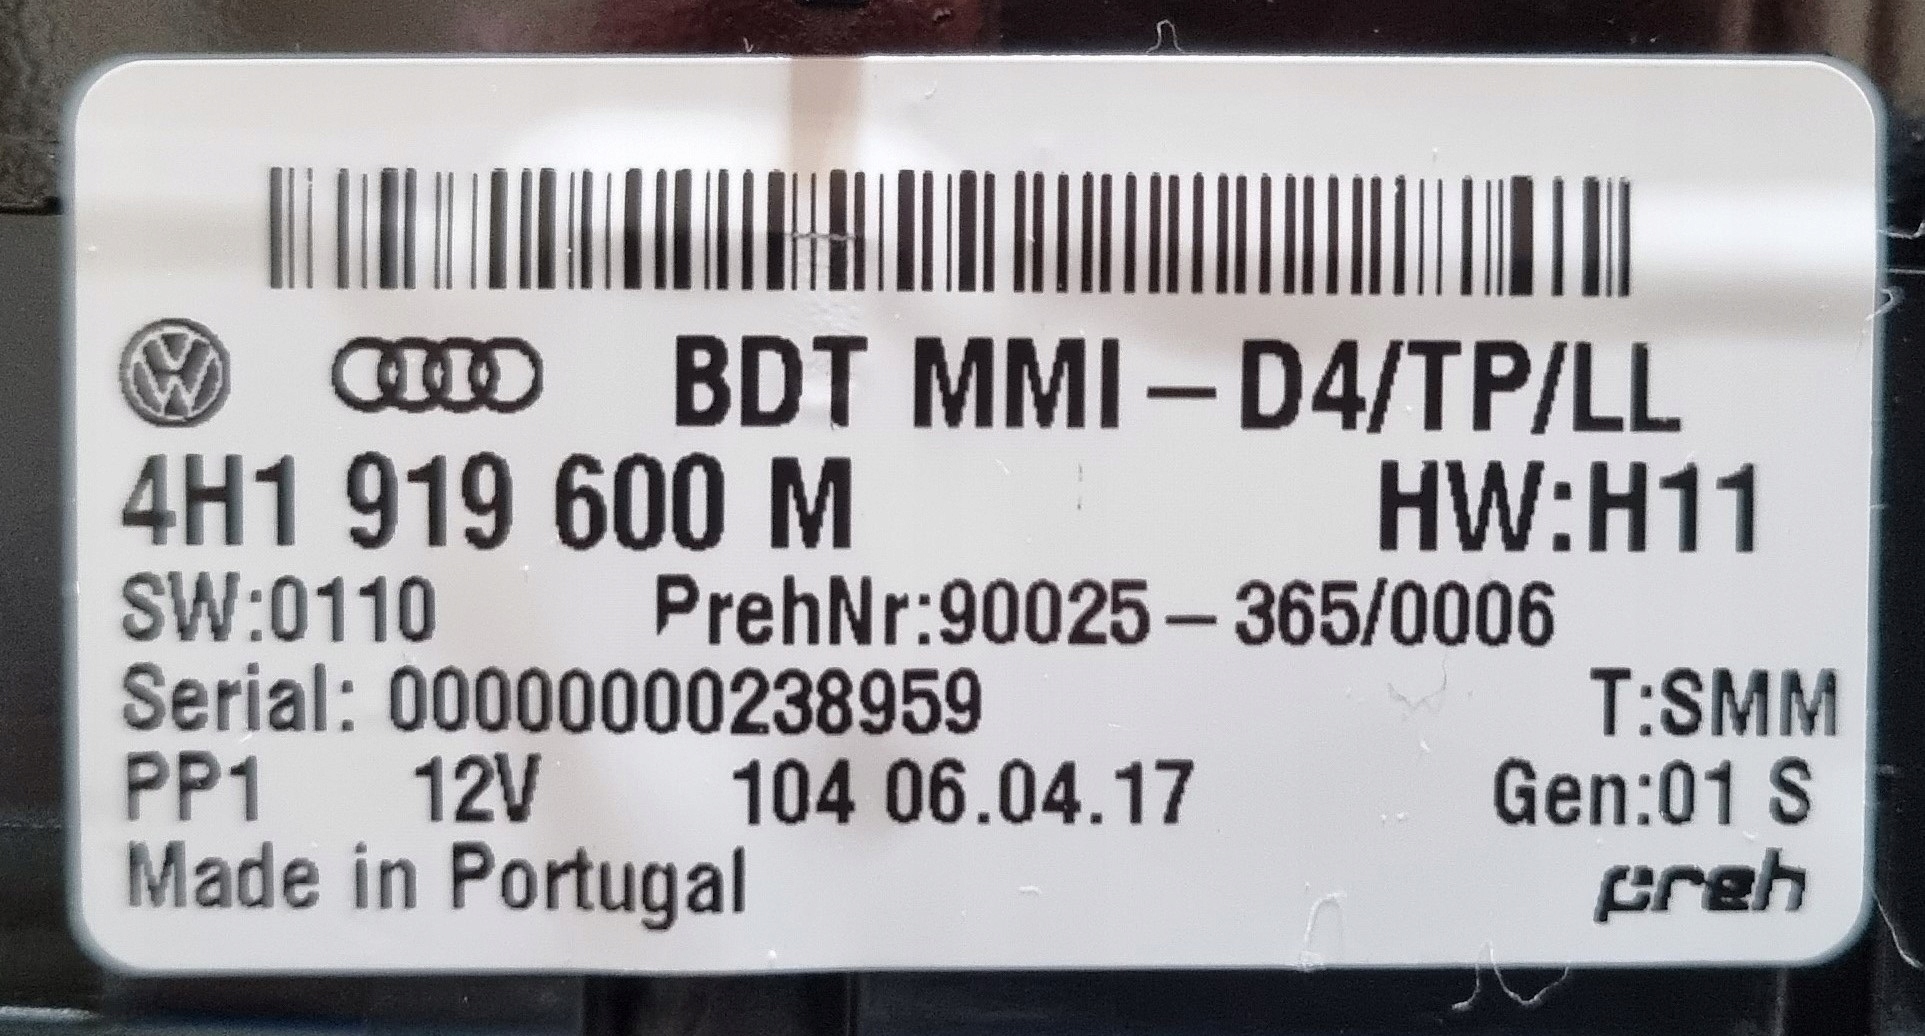 BDT MMI – D4/TP/LL
4H1 919 600 M HW:H11
SW:0110 PrehNr:90025–365/0006
Serial: 00000000238959 T:SMM
PP1 12V 104 06.04.17 Gen:01 S
Made in Portugal preh